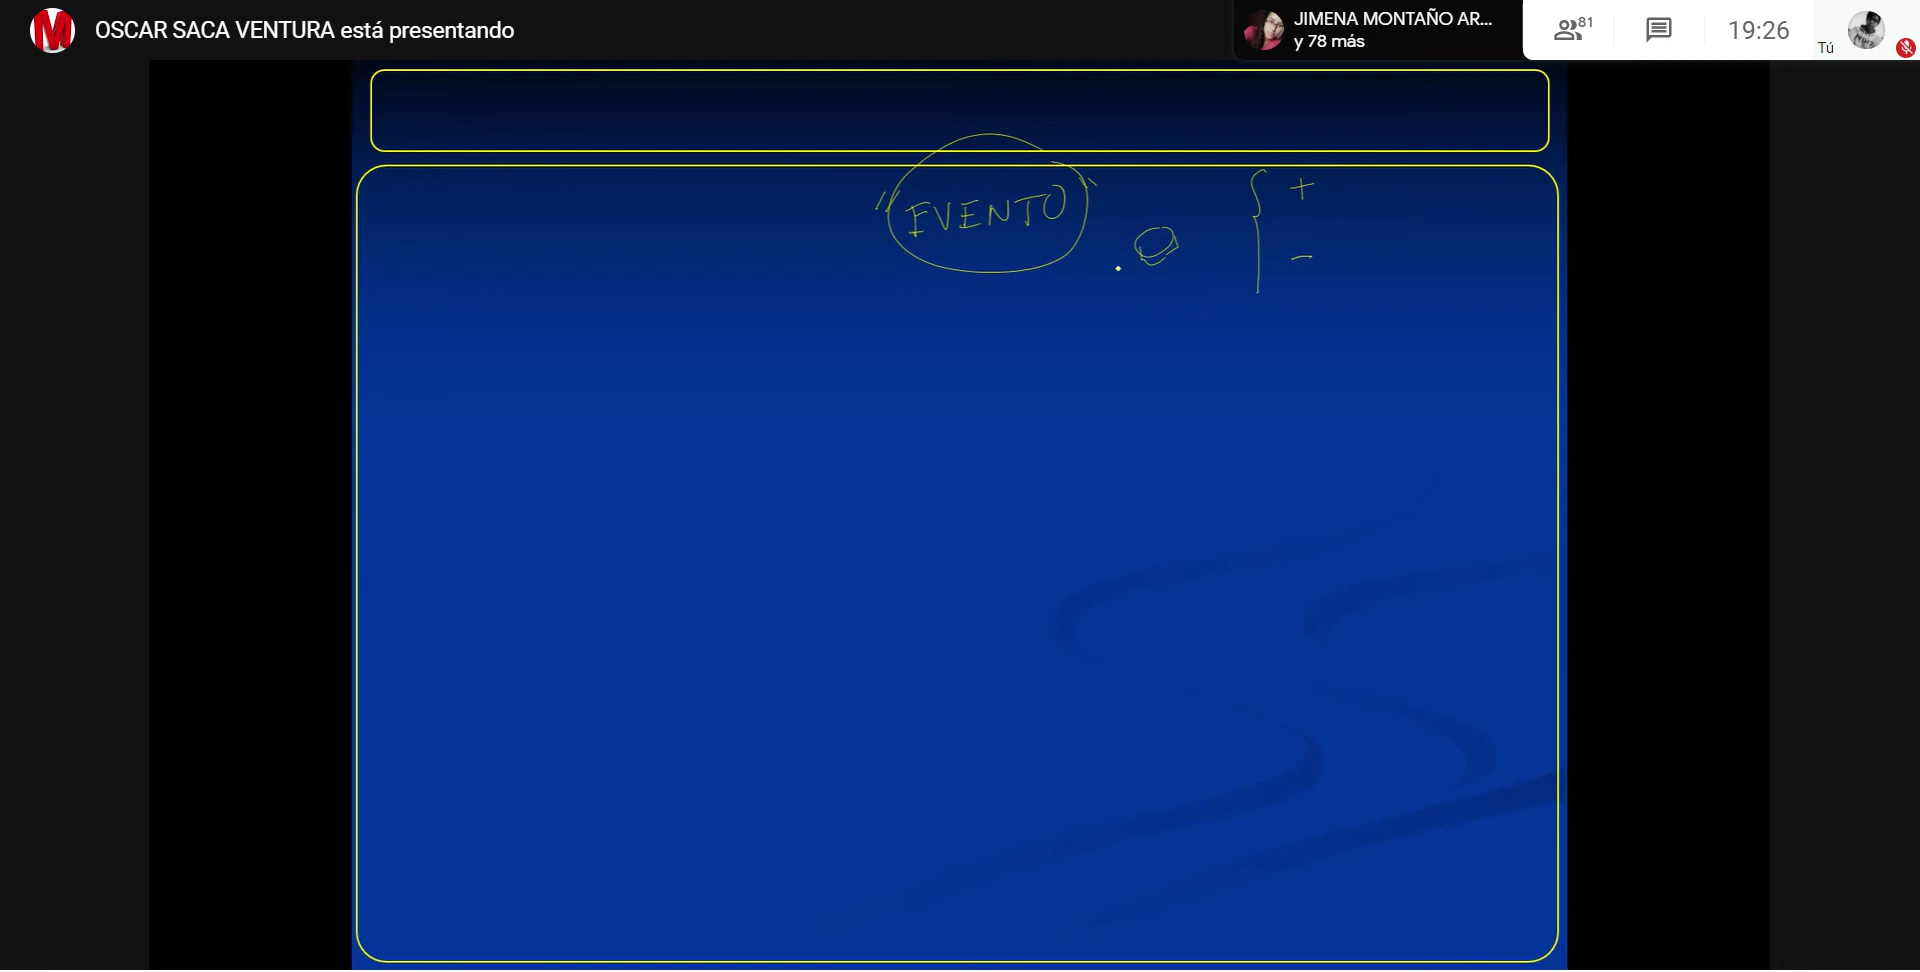 OSCAR SACA VENTURA está presentando
JIMENA MONTAÑO AR...
y 78 más
81
19:26
Tú
"EVENTO"
+
-